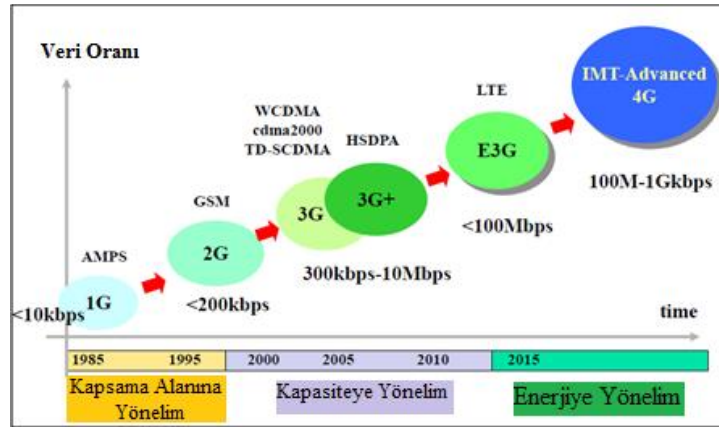 Veri Oranı
IMT-Advanced
4G
LTE
WCDMA
cdma2000
TD-SCDMA
HSDPA
E3G
100M-1Gkbps
GSM
3G
3G+
<100Mbps
AMPS
2G
300kbps-10Mbps
<10kbps
1G
<200kbps
time
1985
1995
2000
2005
2010
2015
Kapsama Alanına
Yönelim
Kapasiteye Yönelim
Enerjiye Yönelim